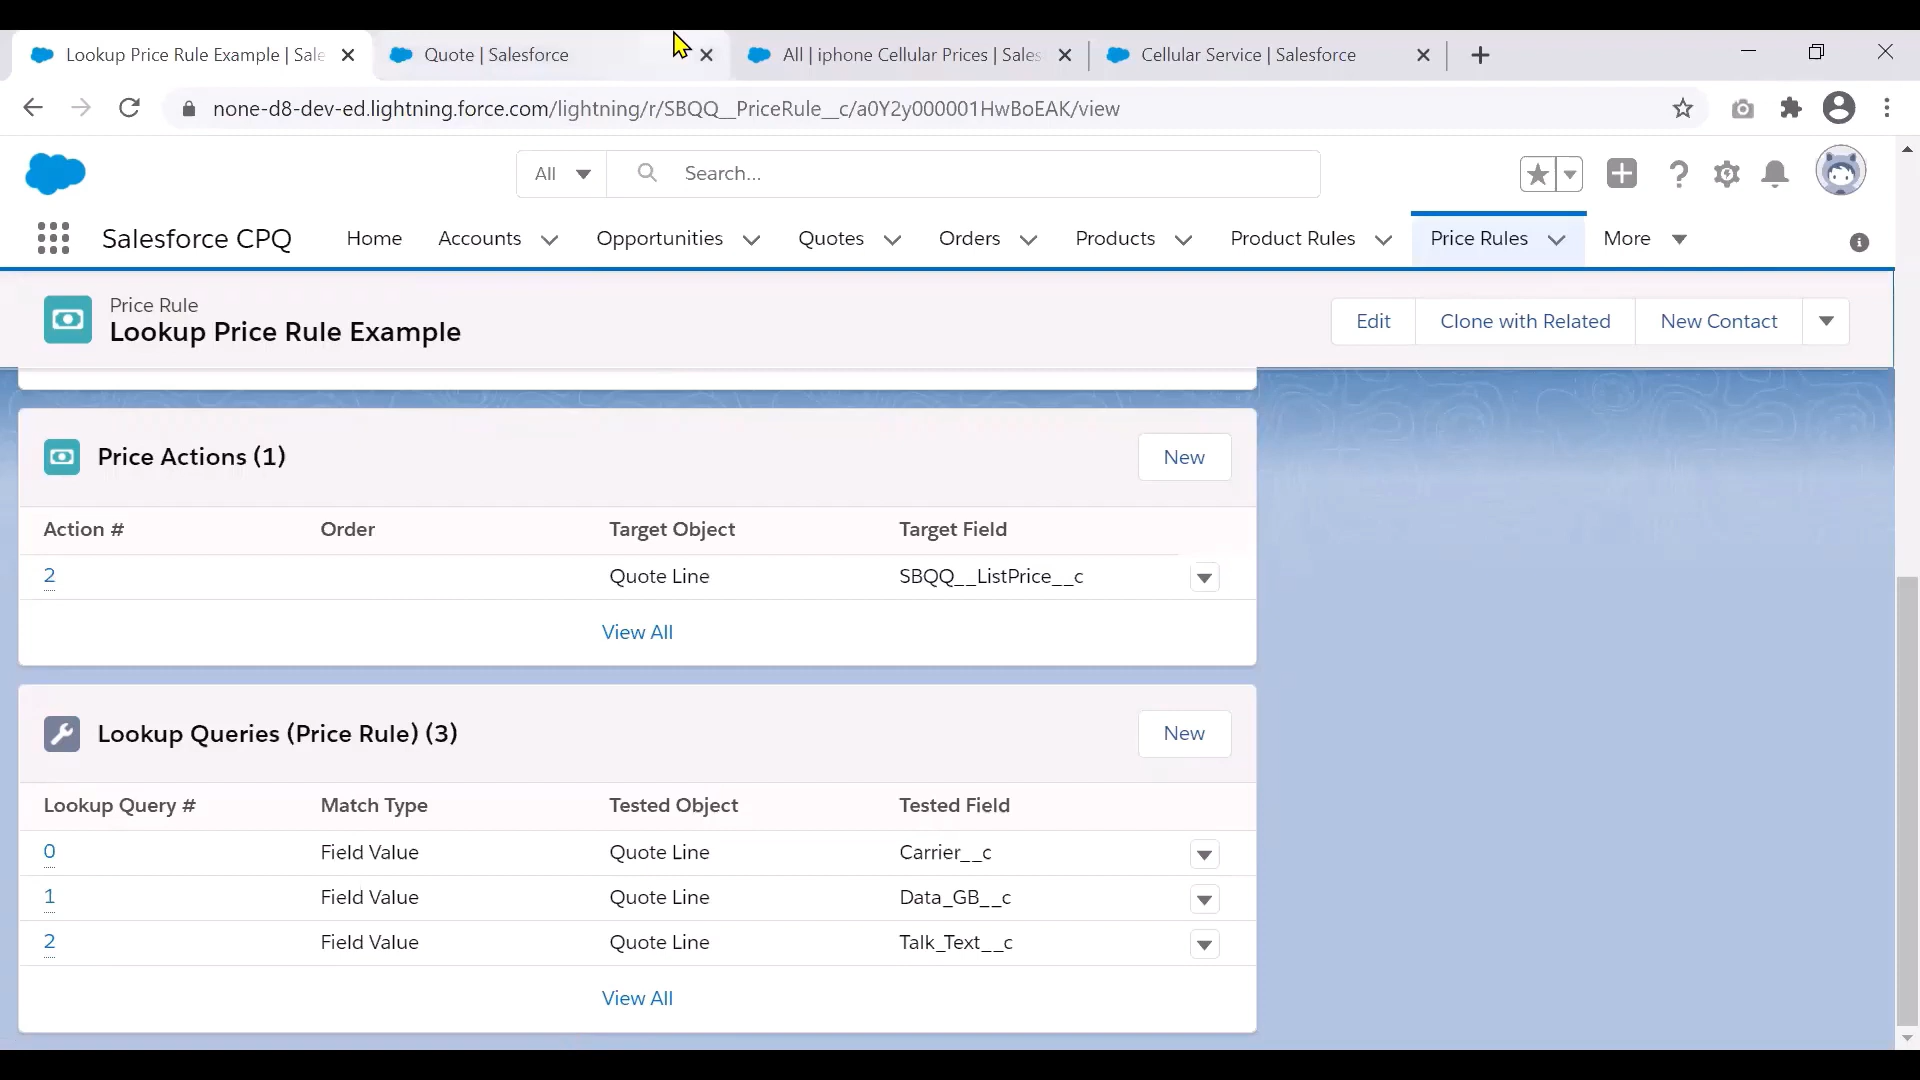 Lookup Price Rule Example | Sale
Quote | Salesforce
All | iphone Cellular Prices | Sales
Cellular Service | Salesforce
none-d8-dev-ed.lightning.force.com/lightning/r/SBQQ__PriceRule__c/a0Y2y000001HwBoEAK/view
All
Search...
Salesforce CPQ
Home
Accounts
Opportunities
Quotes
Orders
Products
Product Rules
Price Rules
More
Price Rule
Lookup Price Rule Example
Edit
Clone with Related
New Contact
Price Actions (1)
New
Action # Order Target Object Target Field
2 Quote Line SBQQ__ListPrice__c
View All
Lookup Queries (Price Rule) (3)
New
Lookup Query # Match Type Tested Object Tested Field
0 Field Value Quote Line Carrier__c
1 Field Value Quote Line Data_GB__c
2 Field Value Quote Line Talk_Text__c
View All